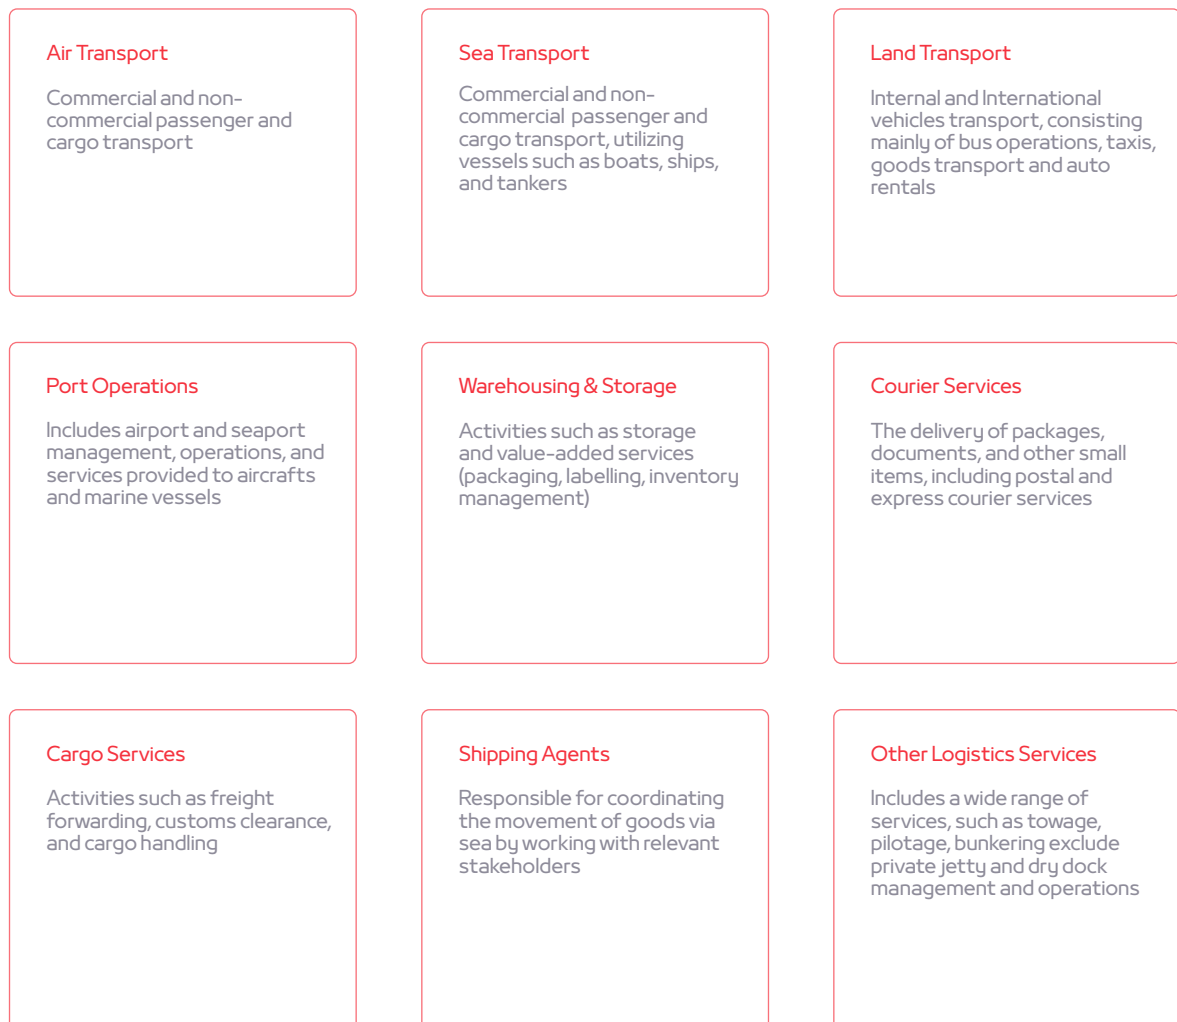 Air Transport
Commercial and non-
commercial passenger and
cargo transport
Sea Transport
Commercial and non-
commercial passenger and
cargo transport, utilizing
vessels such as boats, ships,
and tankers
Land Transport
Internal and International
vehicles transport, consisting
mainly of bus operations, taxis,
goods transport and auto
rentals
Port Operations
Includes airport and seaport
management, operations, and
services provided to aircrafts
and marine vessels
Warehousing & Storage
Activities such as storage
and value-added services
(packaging, labelling, inventory
management)
Courier Services
The delivery of packages,
documents, and other small
items, including postal and
express courier services
Cargo Services
Activities such as freight
forwarding, customs clearance,
and cargo handling
Shipping Agents
Responsible for coordinating
the movement of goods via
sea by working with relevant
stakeholders
Other Logistics Services
Includes a wide range of
services, such as towage,
pilotage, bunkering exclude
private jetty and dry dock
management and operations